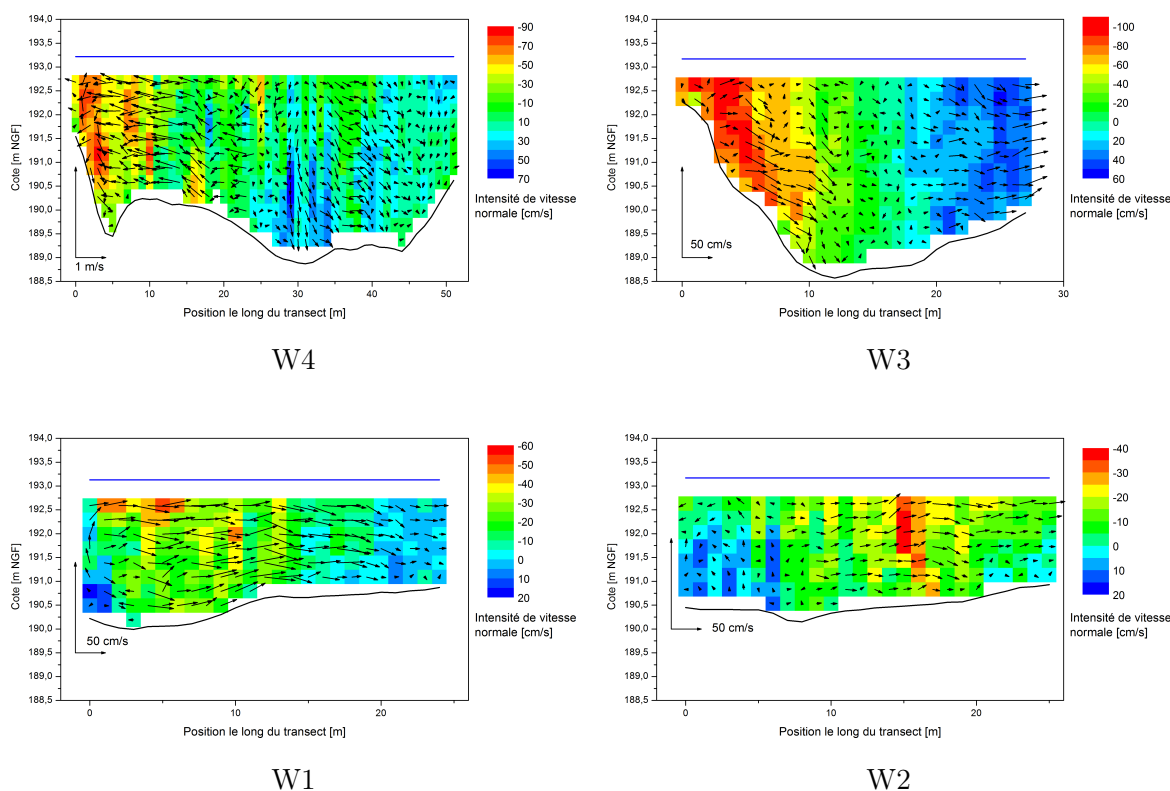 194,0
193,5
193,0
192,5
192,0
191,5
191,0
190,5
190,0
189,5
189,0
188,5
0 10 20 30 40 50
Cote [m NGF]
Position le long du transect [m]
1 m/s
-90
-70
-50
-30
-10
10
30
50
70
Intensité de vitesse
normale [cm/s]
W4
194,0
193,5
193,0
192,5
192,0
191,5
191,0
190,5
190,0
189,5
189,0
188,5
0 10 20 30
Cote [m NGF]
Position le long du transect [m]
50 cm/s
-100
-80
-60
-40
-20
0
20
40
60
Intensité de vitesse
normale [cm/s]
W3
194,0
193,5
193,0
192,5
192,0
191,5
191,0
190,5
190,0
189,5
189,0
188,5
0 10 20
Cote [m NGF]
Position le long du transect [m]
50 cm/s
-60
-50
-40
-30
-20
-10
0
10
20
Intensité de vitesse
normale [cm/s]
W1
194,0
193,5
193,0
192,5
192,0
191,5
191,0
190,5
190,0
189,5
189,0
188,5
0 10 20
Cote [m NGF]
Position le long du transect [m]
50 cm/s
-40
-30
-20
-10
0
10
20
Intensité de vitesse
normale [cm/s]
W2